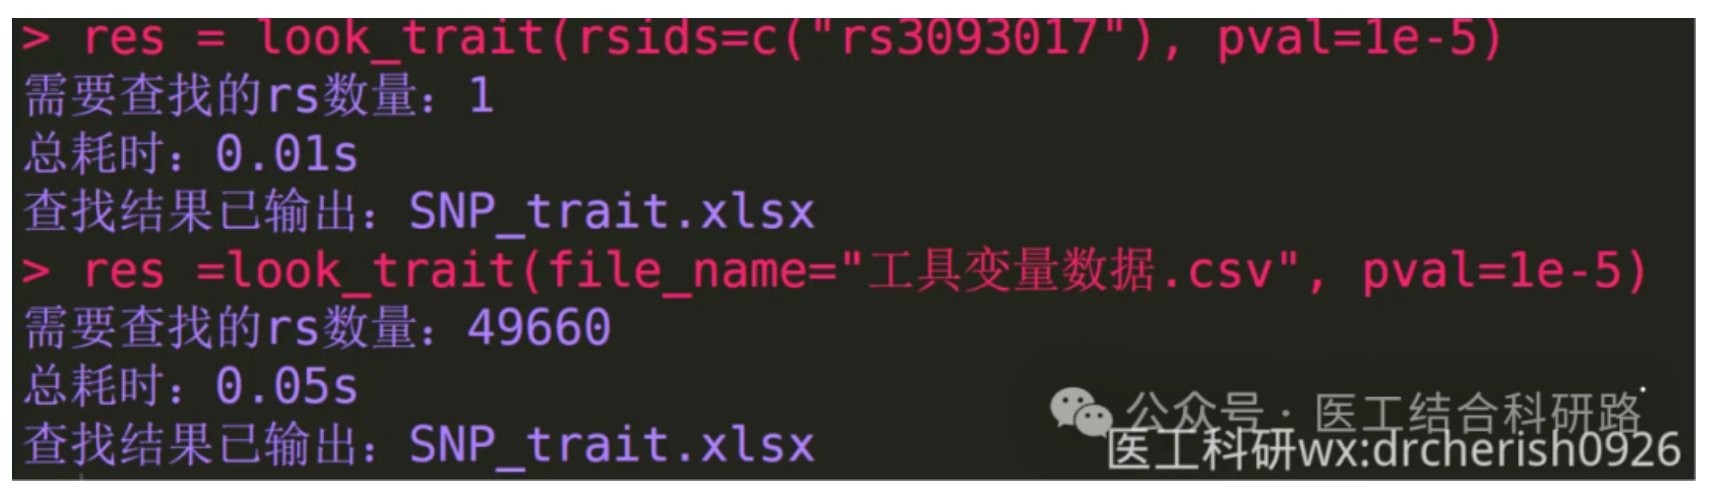 > res = look_trait(rsids=c("rs3093017"), pval=1e-5)
需要查找的rs数量：1
总耗时：0.01s
查找结果已输出：SNP_trait.xlsx
> res =look_trait(file_name="工具变量数据.csv", pval=1e-5)
需要查找的rs数量：49660
总耗时：0.05s
查找结果已输出：SNP_trait.xlsx
公众号 · 医工结合科研路
医工科研wx:drcherish0926